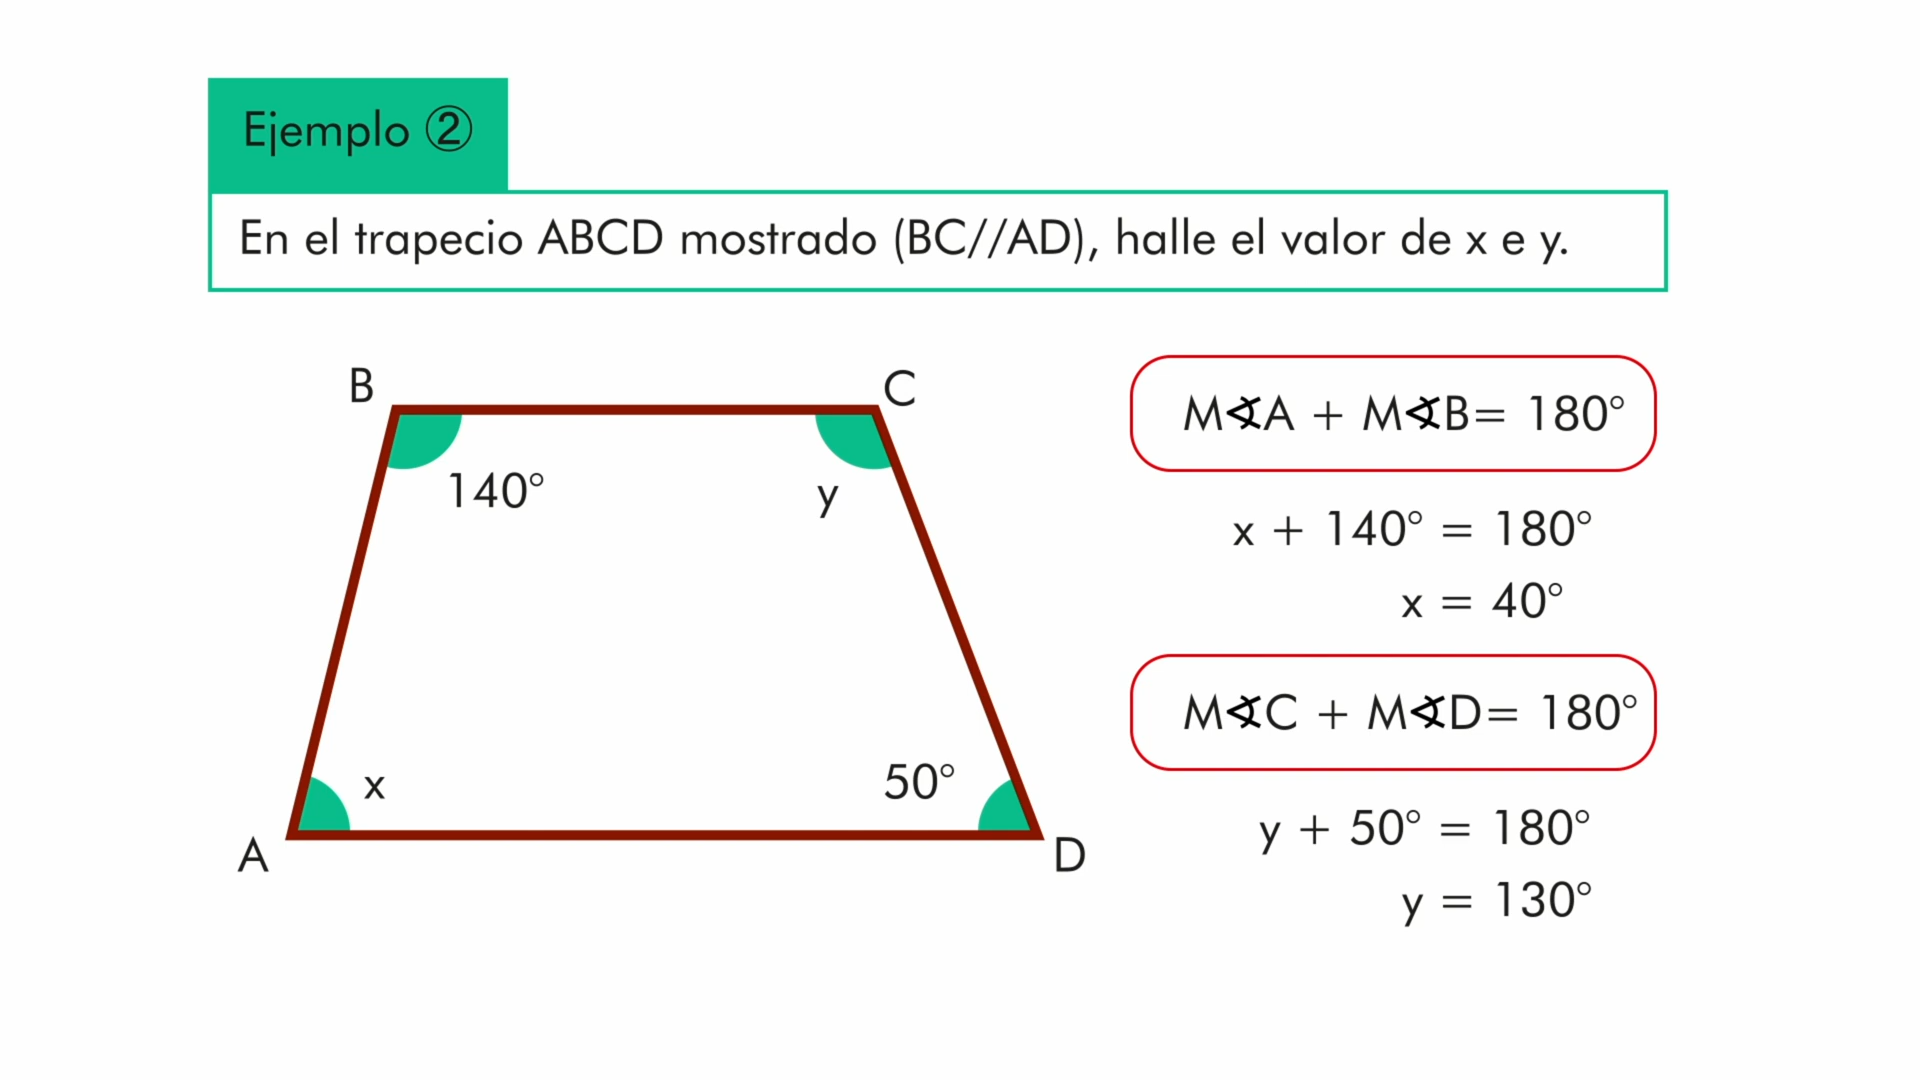 Ejemplo ②
En el trapecio ABCD mostrado (BC//AD), halle el valor de x e y.
B
C
140°
y
x
50°
A
D
M∢A + M∢B= 180°
x + 140° = 180°
x = 40°
M∢C + M∢D= 180°
y + 50° = 180°
y = 130°